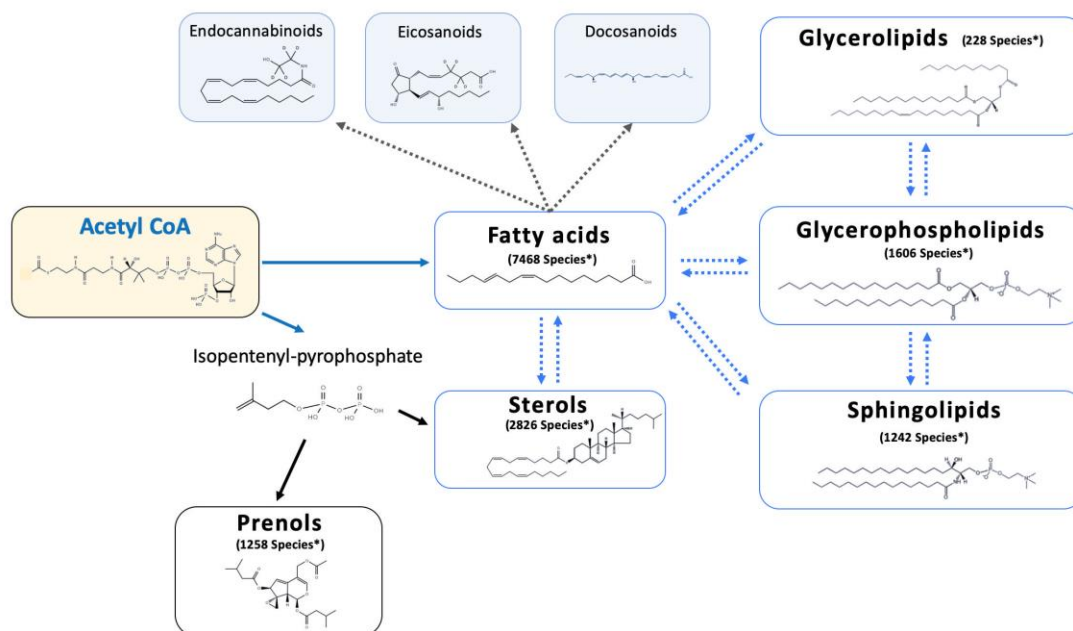 Endocannabinoids
Eicosanoids
Docosanoids
Glycerolipids (228 Species*)
Acetyl CoA
Fatty acids
(7468 Species*)
Glycerophospholipids
(1606 Species*)
Isopentenyl-pyrophosphate
Sterols
(2826 Species*)
Sphingolipids
(1242 Species*)
Prenols
(1258 Species*)